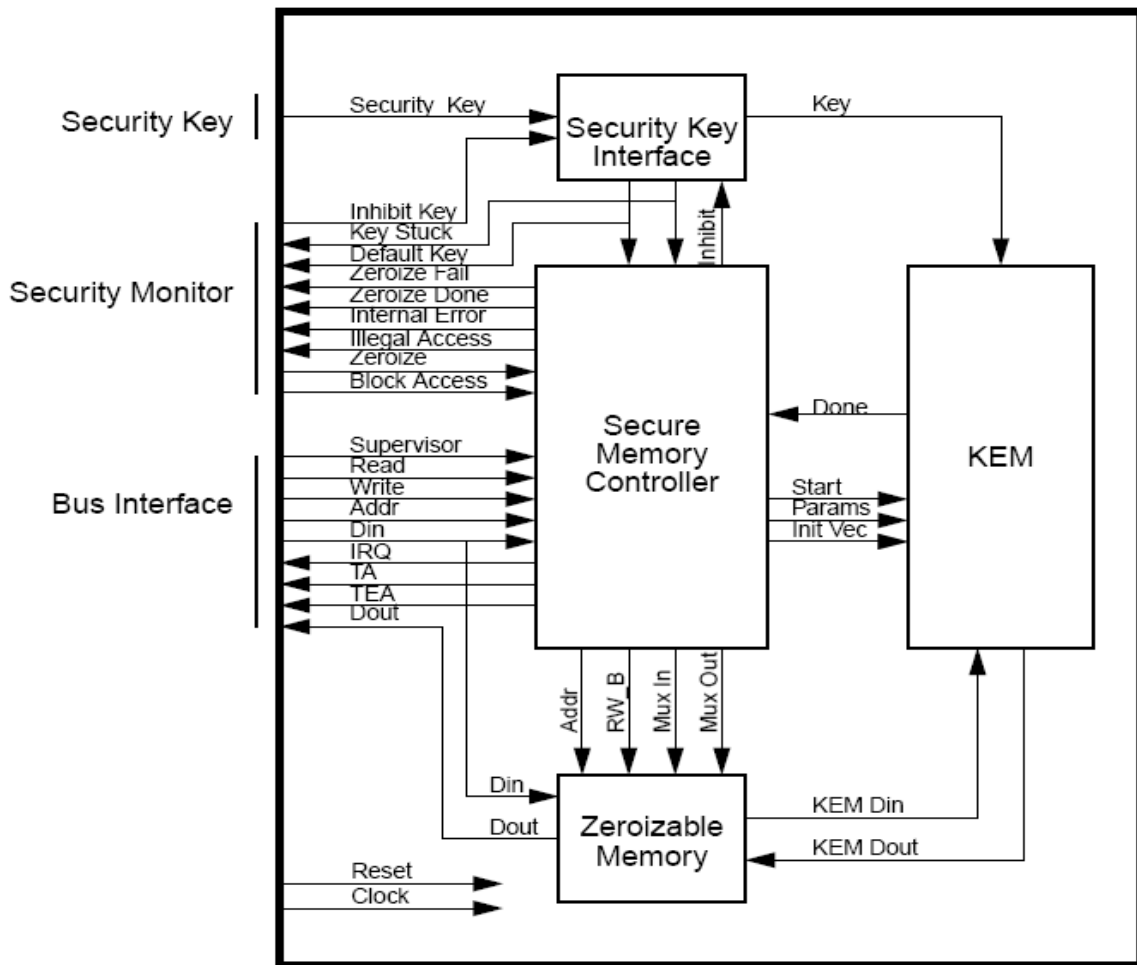 Security Key
Security Key
Security Key
Interface
Key
Inhibit Key
Key Stuck
Default Key
Zeroize Fail
Zeroize Done
Internal Error
Illegal Access
Zeroize
Block Access
Security Monitor
Inhibit
Supervisor
Read
Write
Addr
Din
IRQ
TA
TEA
Dout
Bus Interface
Secure
Memory
Controller
Done
Start
Params
Init Vec
KEM
Addr
RW_B
Mux In
Mux Out
Din
Dout
Zeroizable
Memory
KEM Din
KEM Dout
Reset
Clock